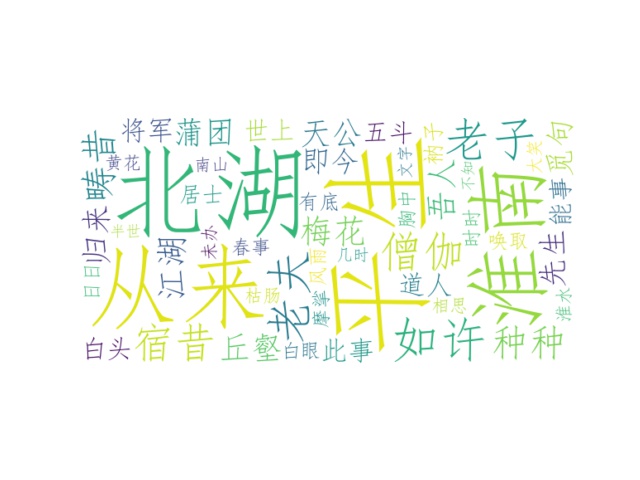 将军 蒲团 世上 天公 五斗 衲子 老子 大笑 觅句
畴昔 黄花 北湖 南山 即今 文字 吾人 不知 能事
居士 有底 平生 胸中 淮南
归来 半世 未办 春事 梅花 几时 僧伽 时时 唤取 先生
日日 从来 江湖 枯肠 老夫 风雨 摩挲 道人 相思 淮水
白头 宿昔 丘壑 白眼 此事 如许 种种